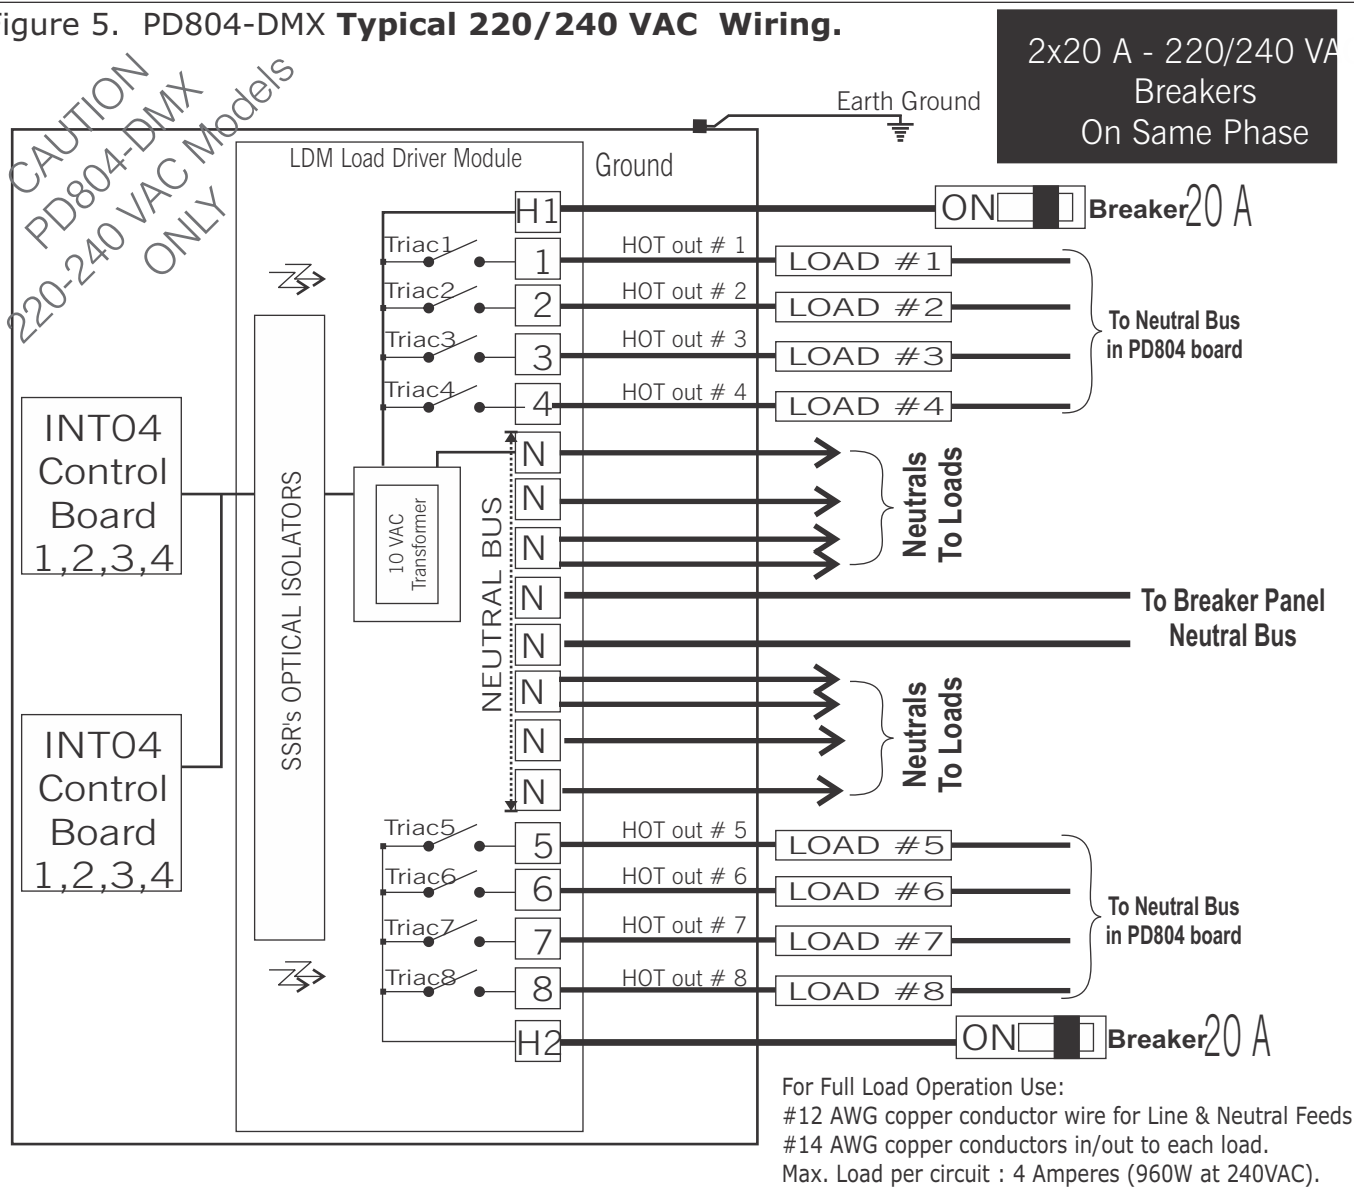 igure 5. PD804-DMX Typical 220/240 VAC Wiring.
2x20 A - 220/240 VA
Breakers
On Same Phase
CAUTION
PD804-DMX
220-240 VAC Models
ONLY
Earth Ground
LDM Load Driver Module
Ground
H1
ON
Breaker 20 A
Triac1
1
HOT out # 1
LOAD #1
Triac2
2
HOT out # 2
LOAD #2
Triac3
3
HOT out # 3
LOAD #3
Triac4
4
HOT out # 4
LOAD #4
To Neutral Bus
in PD804 board
INT04
Control
Board
1,2,3,4
SSR's OPTICAL ISOLATORS
10 VAC
Transformer
NEUTRAL BUS
N
N
N
N
N
N
N
N
Neutrals
To Loads
To Breaker Panel
Neutral Bus
Neutrals
To Loads
INT04
Control
Board
1,2,3,4
Triac5
5
HOT out # 5
LOAD #5
Triac6
6
HOT out # 6
LOAD #6
Triac7
7
HOT out # 7
LOAD #7
Triac8
8
HOT out # 8
LOAD #8
To Neutral Bus
in PD804 board
H2
ON
Breaker 20 A
For Full Load Operation Use:
#12 AWG copper conductor wire for Line & Neutral Feeds
#14 AWG copper conductors in/out to each load.
Max. Load per circuit : 4 Amperes (960W at 240VAC).